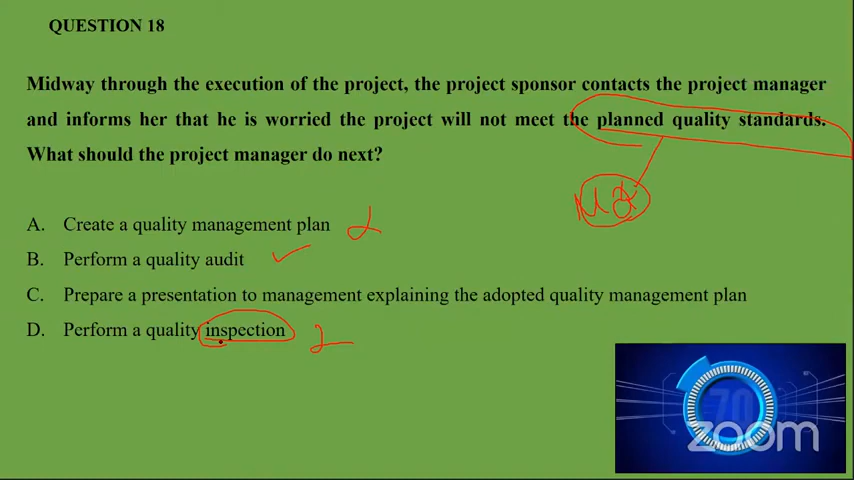 QUESTION 18
Midway through the execution of the project, the project sponsor contacts the project manager
and informs her that he is worried the project will not meet the planned quality standards.
What should the project manager do next?
A. Create a quality management plan
B. Perform a quality audit
C. Prepare a presentation to management explaining the adopted quality management plan
D. Perform a quality inspection
zoom